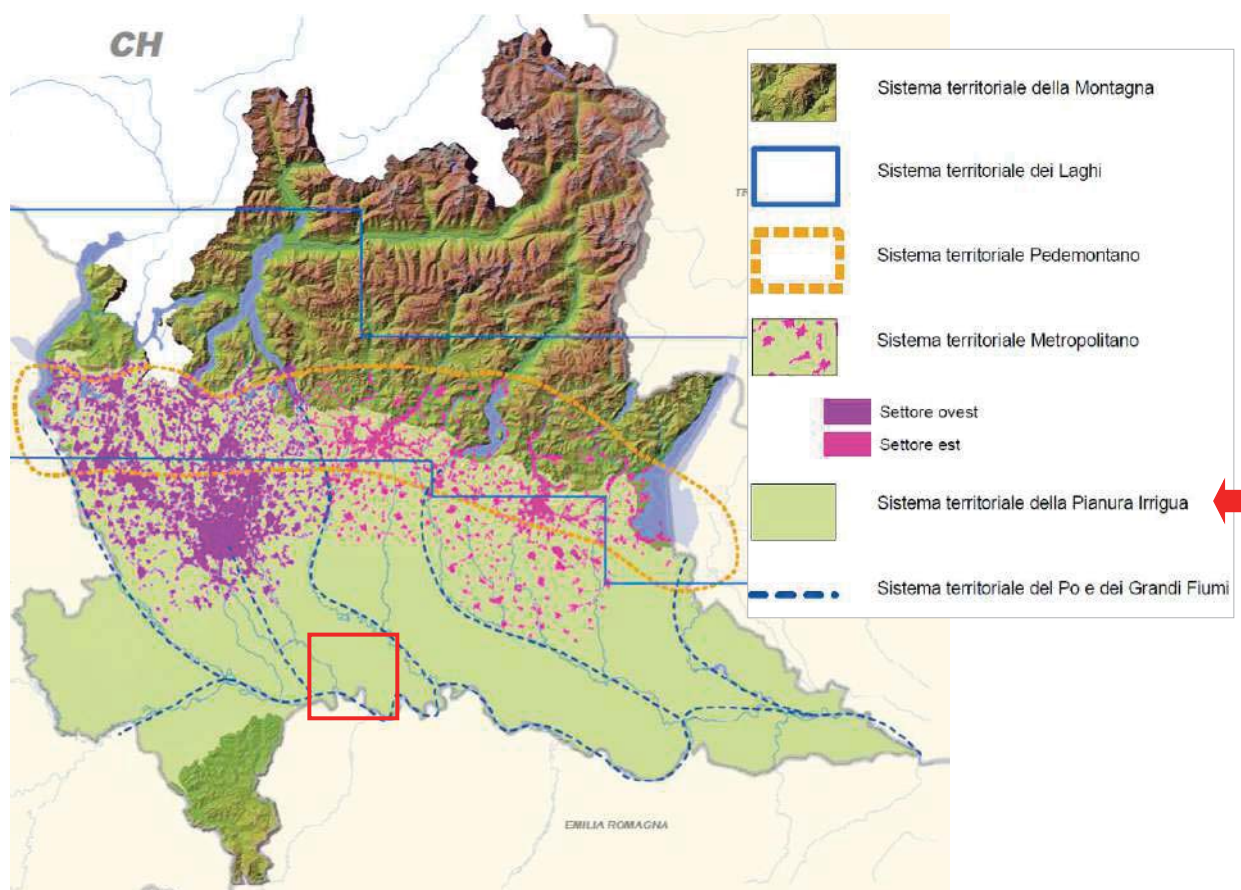 CH
Sistema territoriale della Montagna
Sistema territoriale dei Laghi
Sistema territoriale Pedemontano
Sistema territoriale Metropolitano
Settore ovest
Settore est
Sistema territoriale della Pianura Irrigua
Sistema territoriale del Po e dei Grandi Fiumi
EMILIA ROMAGNA